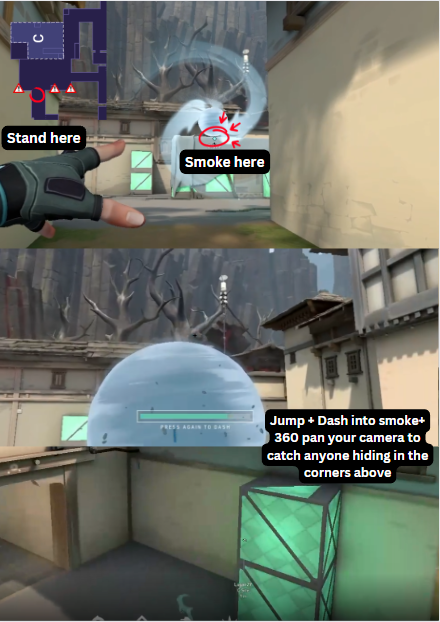 C
Stand here
Smoke here
PRESS AGAIN TO DASH
Jump + Dash into smoke+
360 pan your camera to
catch anyone hiding in the
corners above